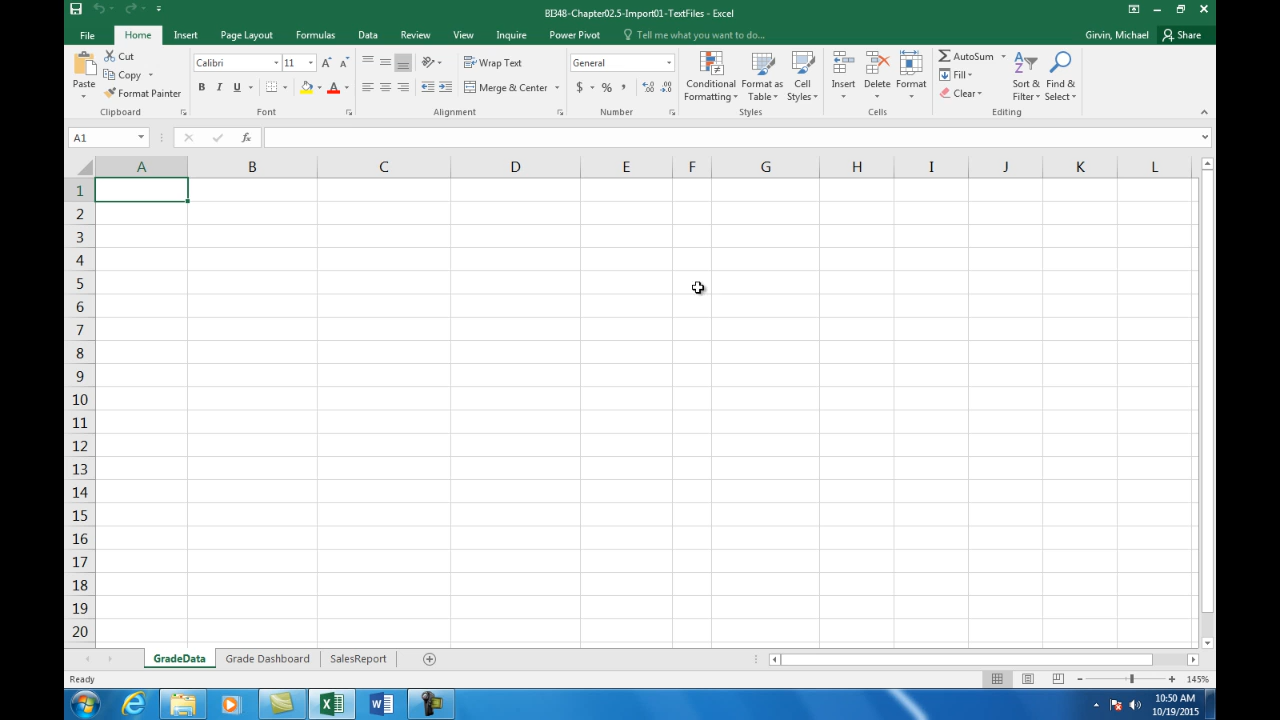 BI348-Chapter02.5-Import01-TextFiles - Excel
File Home Insert Page Layout Formulas Data Review View Inquire Power Pivot Tell me what you want to do... Girvin, Michael Share
Paste
Cut
Copy
Format Painter
Clipboard
Calibri 11
B I U
Font
Wrap Text
Merge & Center
Alignment
General
$ % ,
Number
Conditional Formatting
Format as Table
Cell Styles
Styles
Insert Delete Format
Cells
AutoSum
Fill
Clear
Sort & Filter
Find & Select
Editing
A1 fx
A B C D E F G H I J K L
1
2
3
4
5
6
7
8
9
10
11
12
13
14
15
16
17
18
19
20
GradeData Grade Dashboard SalesReport
Ready 145%
10:50 AM
10/19/2015